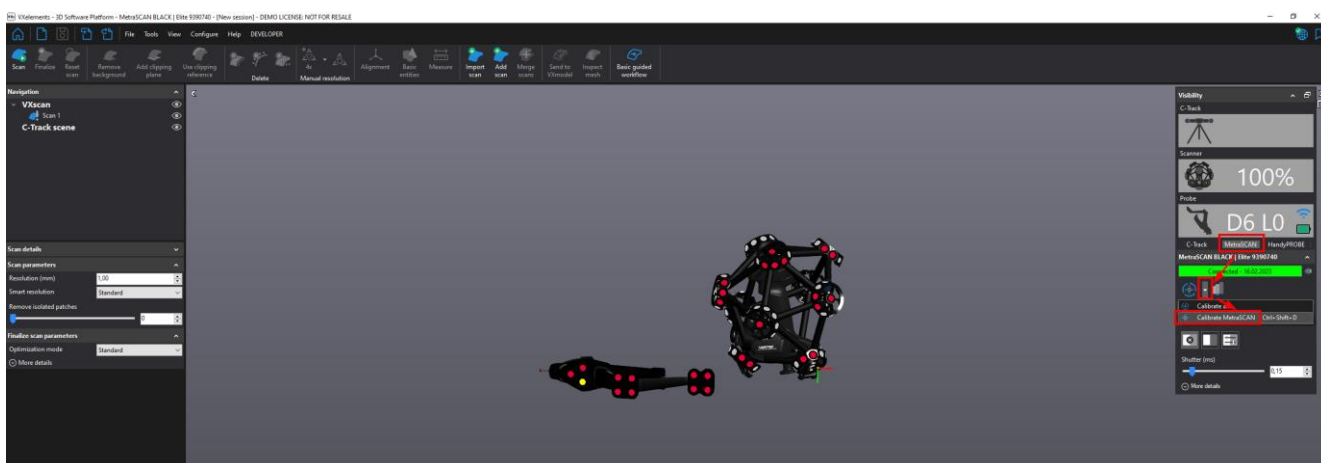 VXelements - 3D Software Platform - MetraSCAN BLACK | Elite 9390740 - [New session] - DEMO LICENSE: NOT FOR RESALE
File Tools View Configure Help DEVELOPER
Scan Finalize Reset scan Remove background Add clipping plane Use clipping reference Delete 4x Manual resolution Alignment Basic entities Measure Import scan Add scan Merge scans Send to VXmodel Inspect mesh Basic guided workflow
Navigation
VXscan
Scan 1
C-Track scene
Scan details
Scan parameters
Resolution (mm) 1,00
Smart resolution Standard
Remove isolated patches
0
Finalize scan parameters
Optimization mode Standard
More details
Visibility
C-Track
Scanner
100%
Probe
D6 L0
C-Track MetraSCAN HandyPROBE
MetraSCAN BLACK | Elite 9390740
Connected - 16.02.2023
Calibrate
Calibrate MetraSCAN Ctrl+Shift+D
Shutter (ms)
0,15
More details